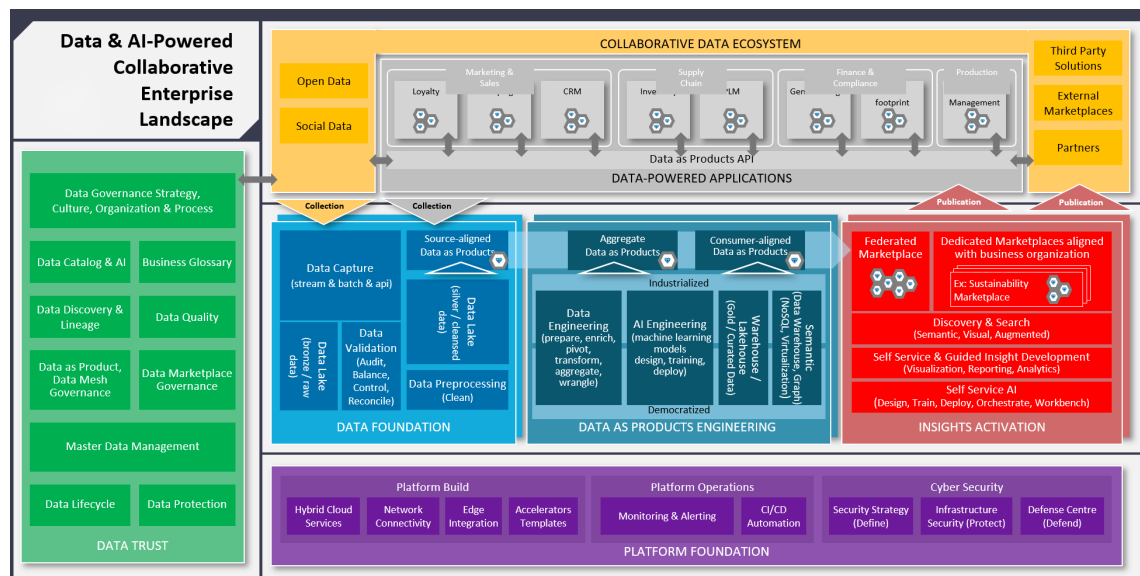 Data & AI-Powered
Collaborative
Enterprise
Landscape
COLLABORATIVE DATA ECOSYSTEM
Open Data
Social Data
Marketing &
Sales
Loyalty
CRM
Supply
Chain
PLM
Finance &
Compliance
footprint
Production
Management
Data as Products API
DATA-POWERED APPLICATIONS
Third Party
Solutions
External
Marketplaces
Partners
Collection
Collection
Publication
Publication
Data Governance Strategy,
Culture, Organization & Process
Data Catalog & AI
Business Glossary
Data Discovery &
Lineage
Data Quality
Data as Product,
Data Mesh
Governance
Data Marketplace
Governance
Master Data Management
Data Lifecycle
Data Protection
DATA TRUST
Data Capture
(stream & batch & api)
Source-aligned
Data as Products
Data Lake
(bronze / raw
data)
Data
Validation
(Audit,
Balance,
Control,
Reconcile)
Data Lake
(silver / cleansed
data)
Data Preprocessing
(Clean)
DATA FOUNDATION
Aggregate
Data as Products
Consumer-aligned
Data as Products
Industrialized
Data
Engineering
(prepare, enrich,
pivot,
transform,
aggregate,
wrangle)
AI Engineering
(machine learning
models
design, training,
deploy)
Warehouse /
Lakehouse
(Gold / Curated Data)
Semantic
(Data Warehouse, Graph)
(NoSQL, Virtualization)
Democratized
DATA AS PRODUCTS ENGINEERING
Federated
Marketplace
Dedicated Marketplaces aligned
with business organization
Ex: Sustainability
Marketplace
Discovery & Search
(Semantic, Visual, Augmented)
Self Service & Guided Insight Development
(Visualization, Reporting, Analytics)
Self Service AI
(Design, Train, Deploy, Orchestrate, Workbench)
INSIGHTS ACTIVATION
Platform Build
Hybrid Cloud
Services
Network
Connectivity
Edge
Integration
Accelerators
Templates
Platform Operations
Monitoring & Alerting
CI/CD
Automation
Cyber Security
Security Strategy
(Define)
Infrastructure
Security (Protect)
Defense Centre
(Defend)
PLATFORM FOUNDATION